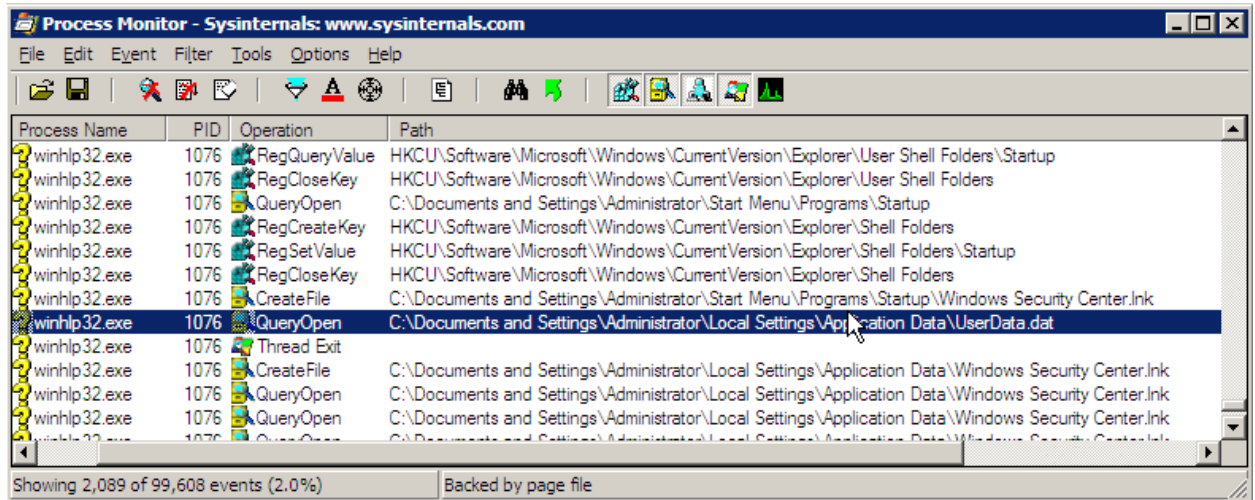 Process Monitor - Sysinternals: www.sysinternals.com
File Edit Event Filter Tools Options Help
Process Name PID Operation Path
winhlp32.exe 1076 RegQueryValue HKCU\Software\Microsoft\Windows\CurrentVersion\Explorer\User Shell Folders\Startup
winhlp32.exe 1076 RegCloseKey HKCU\Software\Microsoft\Windows\CurrentVersion\Explorer\User Shell Folders
winhlp32.exe 1076 QueryOpen C:\Documents and Settings\Administrator\Start Menu\Programs\Startup
winhlp32.exe 1076 RegCreateKey HKCU\Software\Microsoft\Windows\CurrentVersion\Explorer\Shell Folders
winhlp32.exe 1076 RegSetValue HKCU\Software\Microsoft\Windows\CurrentVersion\Explorer\Shell Folders\Startup
winhlp32.exe 1076 RegCloseKey HKCU\Software\Microsoft\Windows\CurrentVersion\Explorer\Shell Folders
winhlp32.exe 1076 CreateFile C:\Documents and Settings\Administrator\Start Menu\Programs\Startup\Windows Security Center.lnk
winhlp32.exe 1076 QueryOpen C:\Documents and Settings\Administrator\Local Settings\Application Data\UserData.dat
winhlp32.exe 1076 Thread Exit
winhlp32.exe 1076 CreateFile C:\Documents and Settings\Administrator\Local Settings\Application Data\Windows Security Center.lnk
winhlp32.exe 1076 QueryOpen C:\Documents and Settings\Administrator\Local Settings\Application Data\Windows Security Center.lnk
winhlp32.exe 1076 QueryOpen C:\Documents and Settings\Administrator\Local Settings\Application Data\Windows Security Center.lnk
Showing 2,089 of 99,608 events (2.0%) Backed by page file